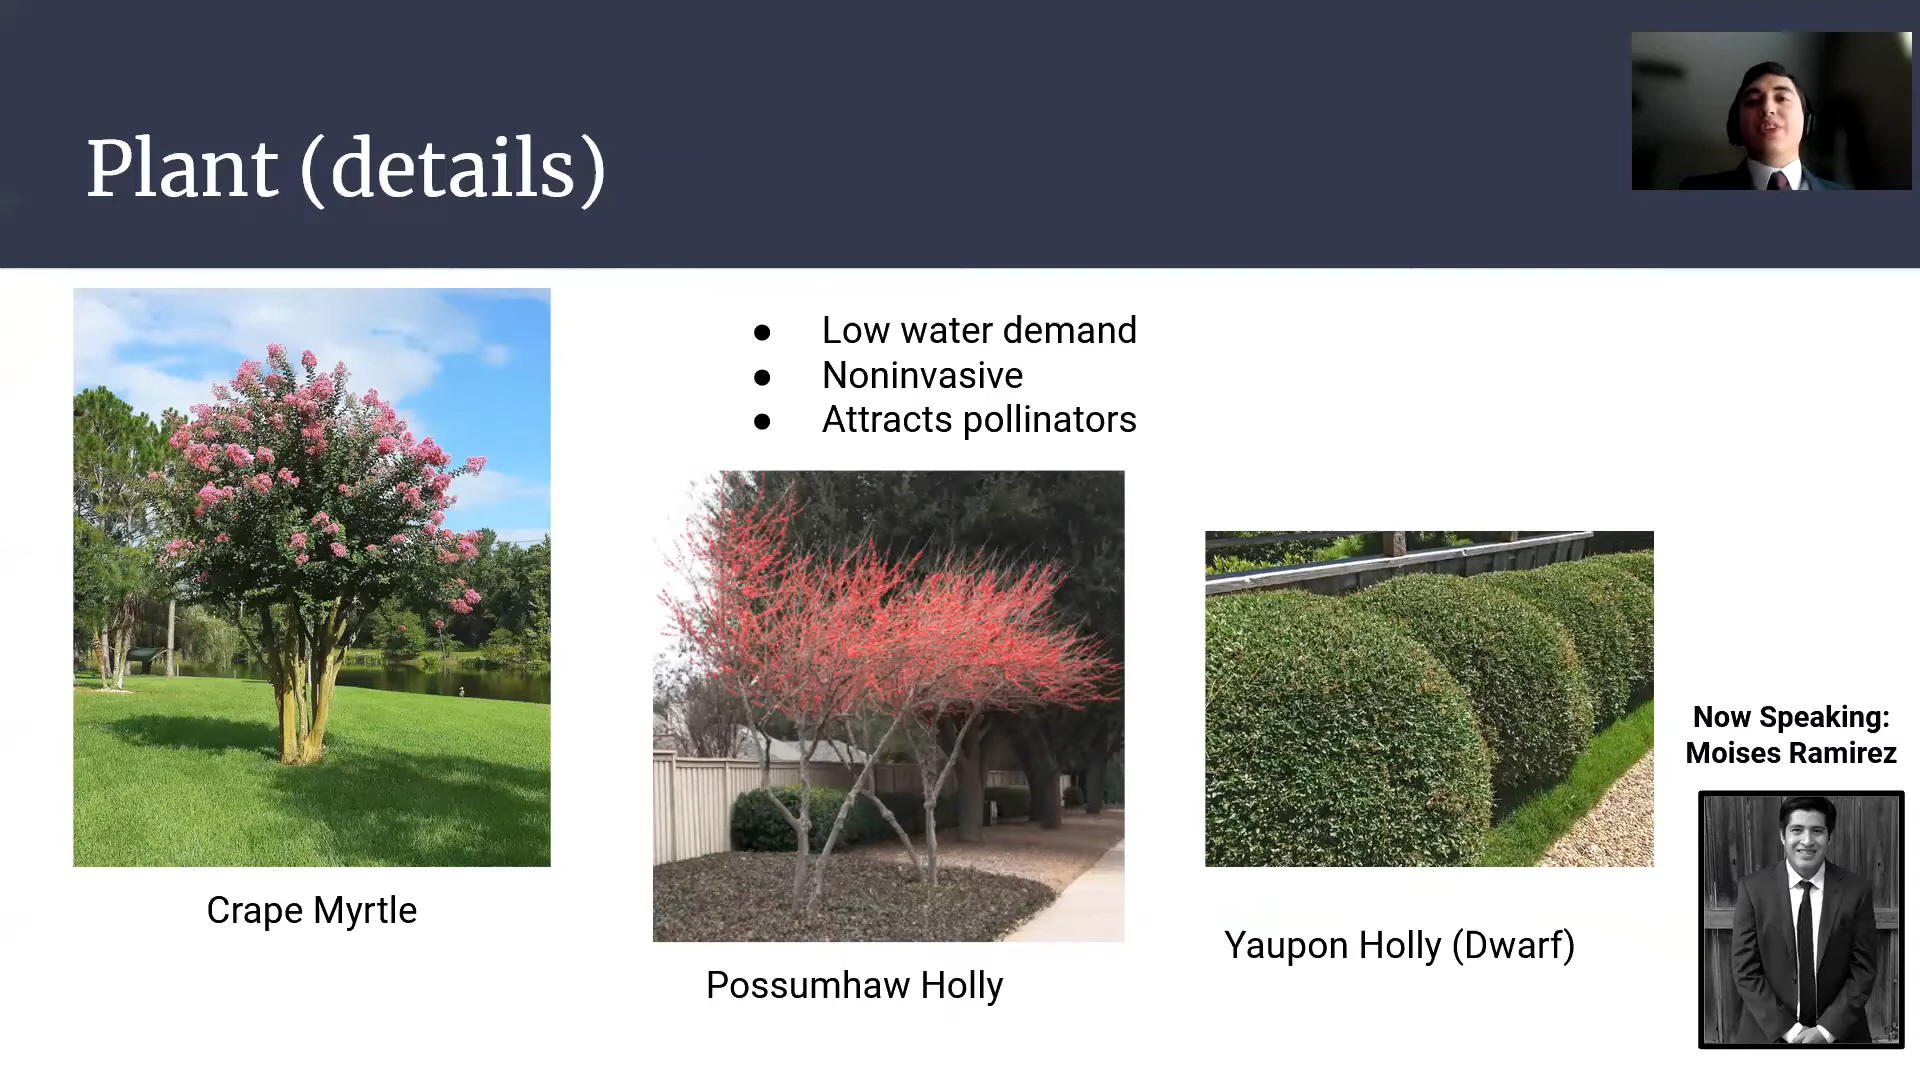 Plant (details)
● Low water demand
● Noninvasive
● Attracts pollinators
Crape Myrtle
Possumhaw Holly
Yaupon Holly (Dwarf)
Now Speaking:
Moises Ramirez